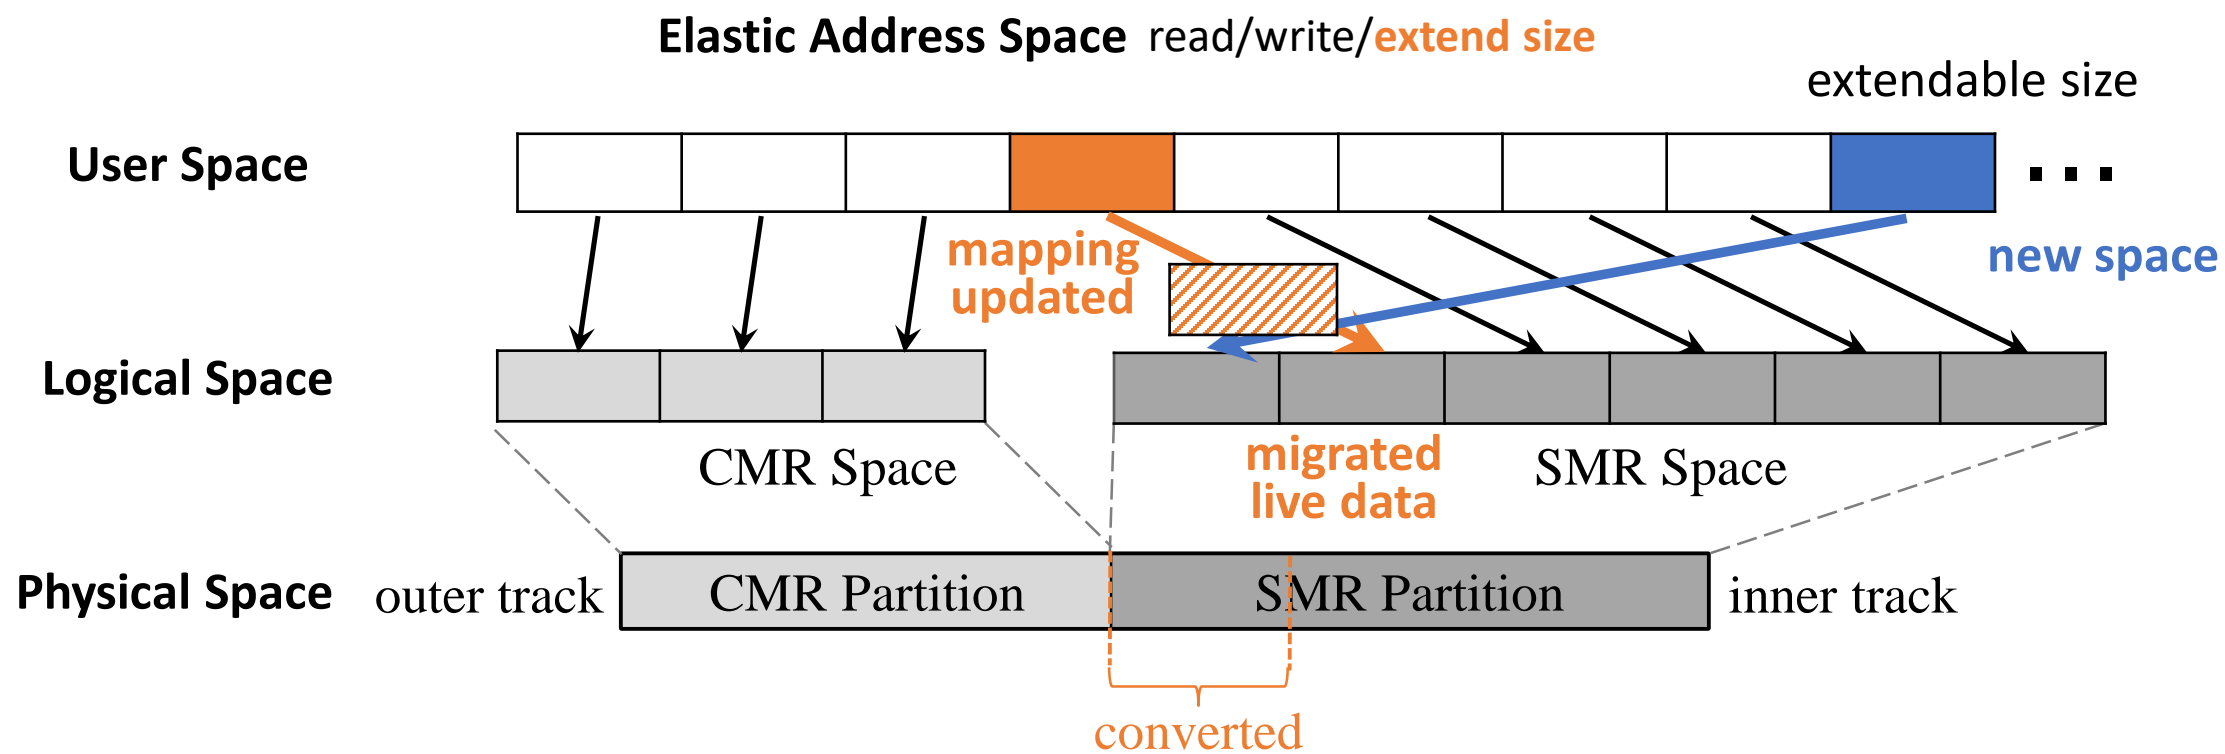 Elastic Address Space read/write/extend size
extendable size
User Space
...
mapping
updated
new space
Logical Space
CMR Space
migrated
live data
SMR Space
Physical Space
outer track
CMR Partition
SMR Partition
inner track
converted